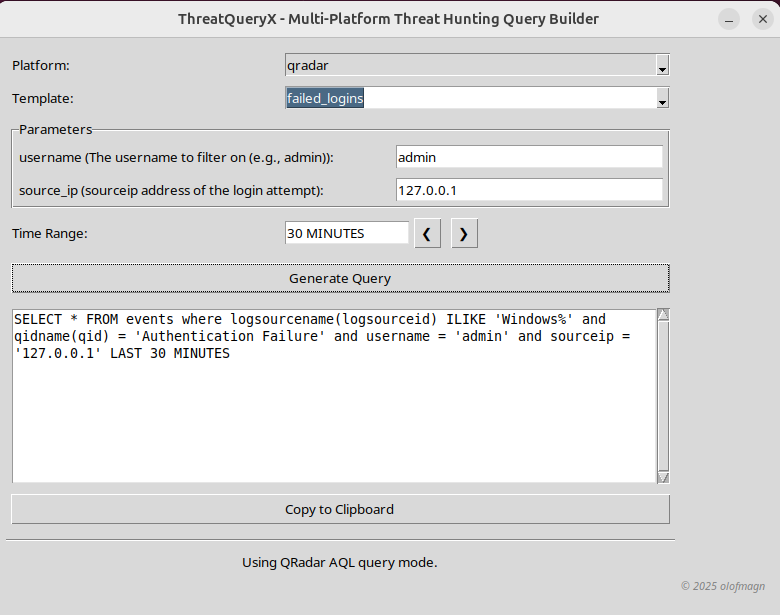 ThreatQueryX - Multi-Platform Threat Hunting Query Builder
Platform: qradar
Template: failed_logins
Parameters
username (The username to filter on (e.g., admin)): admin
source_ip (sourceip address of the login attempt): 127.0.0.1
Time Range: 30 MINUTES
Generate Query
SELECT * FROM events where logsourcename(logsourceid) ILIKE 'Windows%' and
qidname(qid) = 'Authentication Failure' and username = 'admin' and sourceip =
'127.0.0.1' LAST 30 MINUTES
Copy to Clipboard
Using QRadar AQL query mode.
© 2025 olofmagn